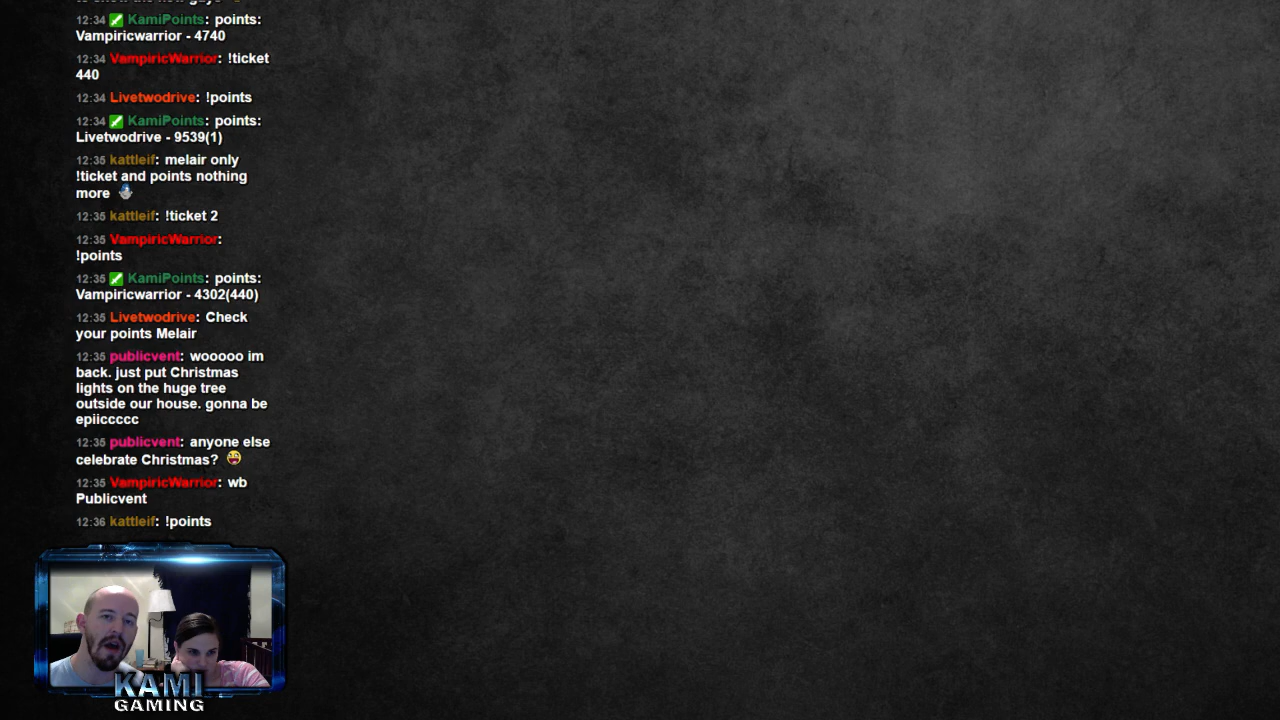 12:34 KamiPoints: points:
Vampiricwarrior - 4740
12:34 VampiricWarrior: !ticket
440
12:34 Livetwodrive: !points
12:34 KamiPoints: points:
Livetwodrive - 9539(1)
12:35 kattleif: melair only
!ticket and points nothing
more
12:35 kattleif: !ticket 2
12:35 VampiricWarrior:
!points
12:35 KamiPoints: points:
Vampiricwarrior - 4302(440)
12:35 Livetwodrive: Check
your points Melair
12:35 publicvent: wooooo im
back. just put Christmas
lights on the huge tree
outside our house. gonna be
epiiccccc
12:35 publicvent: anyone else
celebrate Christmas?
12:35 VampiricWarrior: wb
Publicvent
12:36 kattleif: !points
KAMI
GAMING